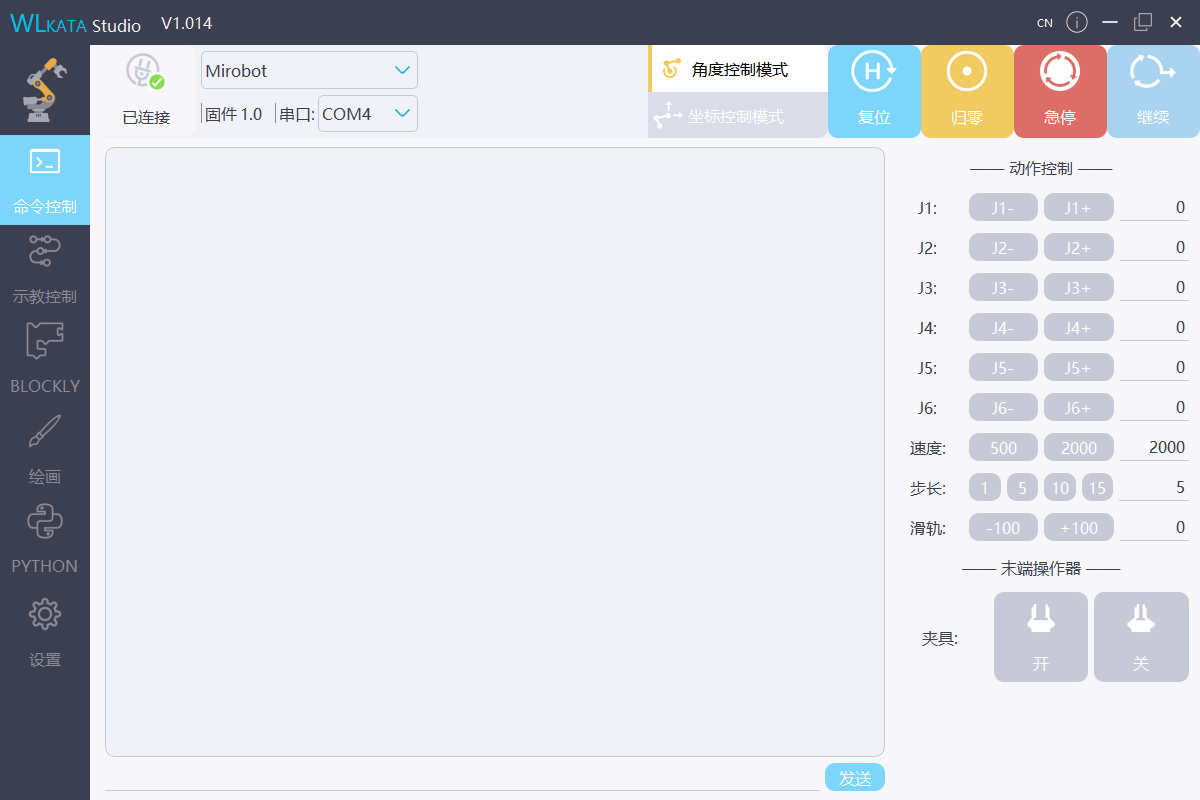 WLKATA Studio V1.014
CN
已连接
Mirobot
固件 1.0
串口:
COM4
角度控制模式
坐标控制模式
H
复位
归零
急停
继续
命令控制
示教控制
BLOCKLY
绘画
PYTHON
设置
动作控制
J1: J1- J1+ 0
J2: J2- J2+ 0
J3: J3- J3+ 0
J4: J4- J4+ 0
J5: J5- J5+ 0
J6: J6- J6+ 0
速度: 500 2000 2000
步长: 1 5 10 15 5
滑轨: -100 +100 0
末端操作器
夹具: 开 关
发送